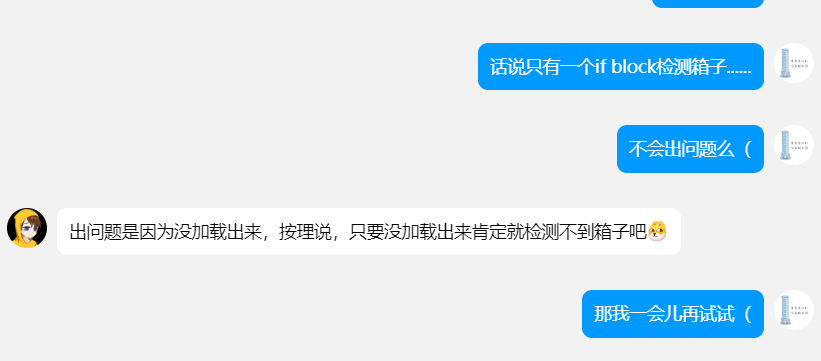 话说只有一个if block检测箱子......
不会出问题么（
出问题是因为没加载出来，按理说，只要没加载出来肯定就检测不到箱子吧
那我一会儿再试试（